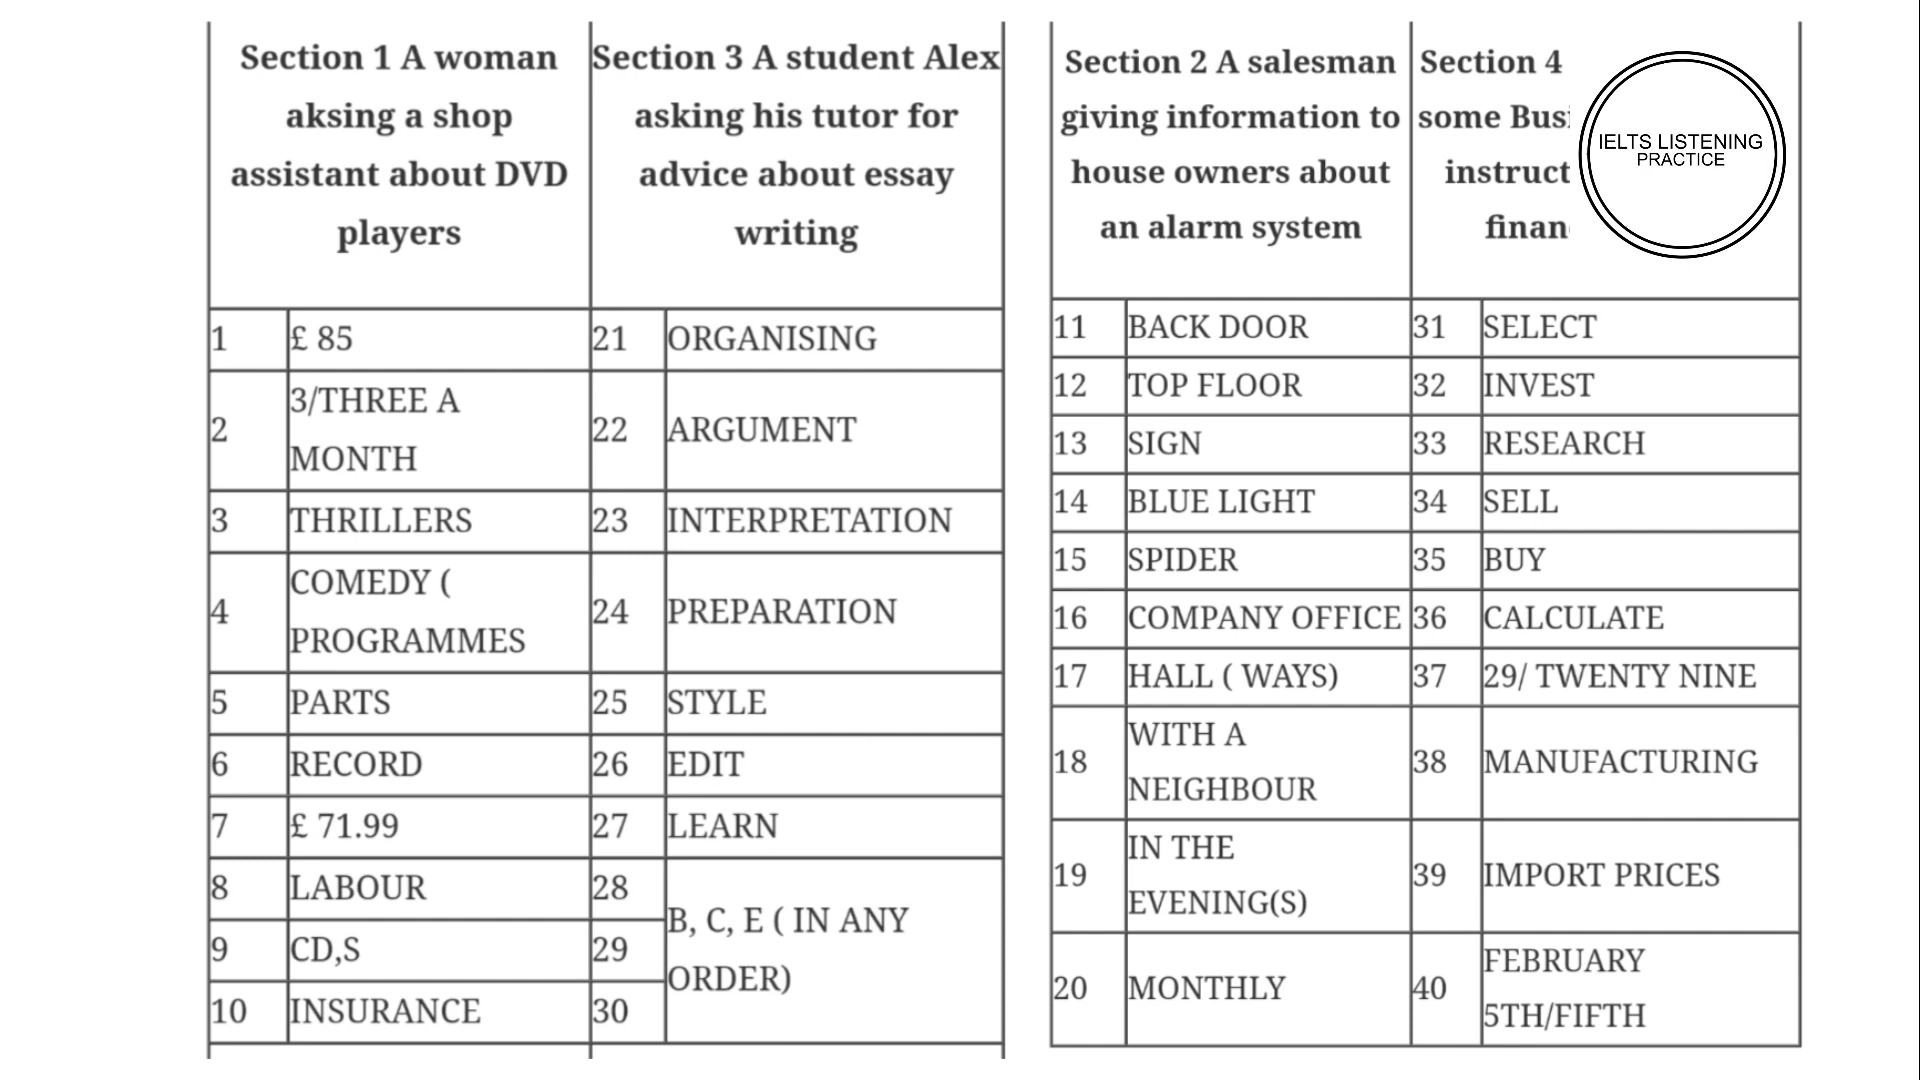 Section 1 A woman
aksing a shop
assistant about DVD
players
Section 3 A student Alex
asking his tutor for
advice about essay
writing
1 £ 85 21 ORGANISING
2 3/THREE A
MONTH 22 ARGUMENT
3 THRILLERS 23 INTERPRETATION
4 COMEDY (
PROGRAMMES 24 PREPARATION
5 PARTS 25 STYLE
6 RECORD 26 EDIT
7 £ 71.99 27 LEARN
8 LABOUR 28 B, C, E ( IN ANY
ORDER)
9 CD,S 29
10 INSURANCE 30
Section 2 A salesman
giving information to
house owners about
an alarm system
Section 4
some
IELTS LISTENING
PRACTICE
11 BACK DOOR 31 SELECT
12 TOP FLOOR 32 INVEST
13 SIGN 33 RESEARCH
14 BLUE LIGHT 34 SELL
15 SPIDER 35 BUY
16 COMPANY OFFICE 36 CALCULATE
17 HALL ( WAYS) 37 29/ TWENTY NINE
18 WITH A
NEIGHBOUR 38 MANUFACTURING
19 IN THE
EVENING(S) 39 IMPORT PRICES
20 MONTHLY 40 FEBRUARY
5TH/FIFTH